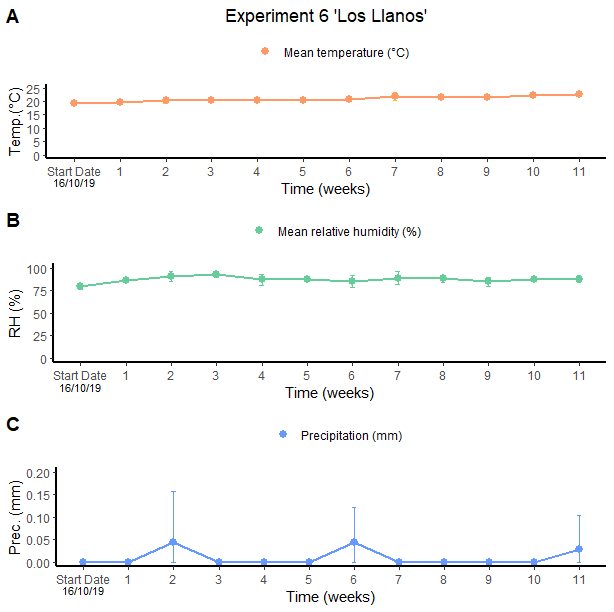 A
Experiment 6 'Los Llanos'
Mean temperature (°C)
Temp.(°C)
25
20
15
10
5
0
Start Date 1 2 3 4 5 6 7 8 9 10 11
16/10/19
Time (weeks)
B
Mean relative humidity (%)
RH (%)
100
75
50
25
0
Start Date 1 2 3 4 5 6 7 8 9 10 11
16/10/19
Time (weeks)
C
Precipitation (mm)
Prec. (mm)
0.20
0.15
0.10
0.05
0.00
Start Date 1 2 3 4 5 6 7 8 9 10 11
16/10/19
Time (weeks)